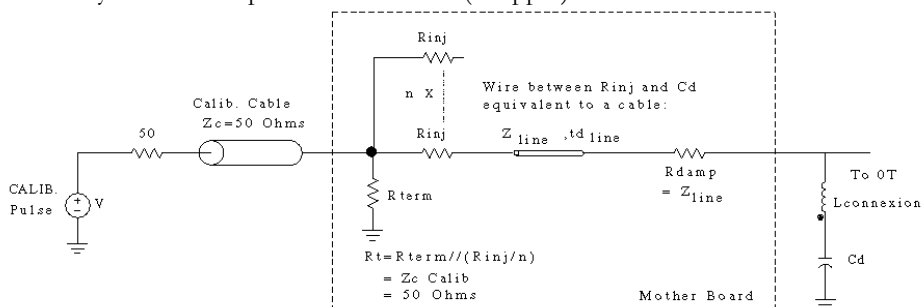 Rinj
n X
Wire between Rinj and Cd
equivalent to a cable:
Calib. Cable
Zc=50 Ohms
50
Rinj
Z line ,td line
Rdamp
= Z line
To OT
Lconnexion
CALIB.
Pulse
V
Rterm
Cd
Rt=Rterm//(Rinj/n)
= Zc Calib
= 50 Ohms
Mother Board